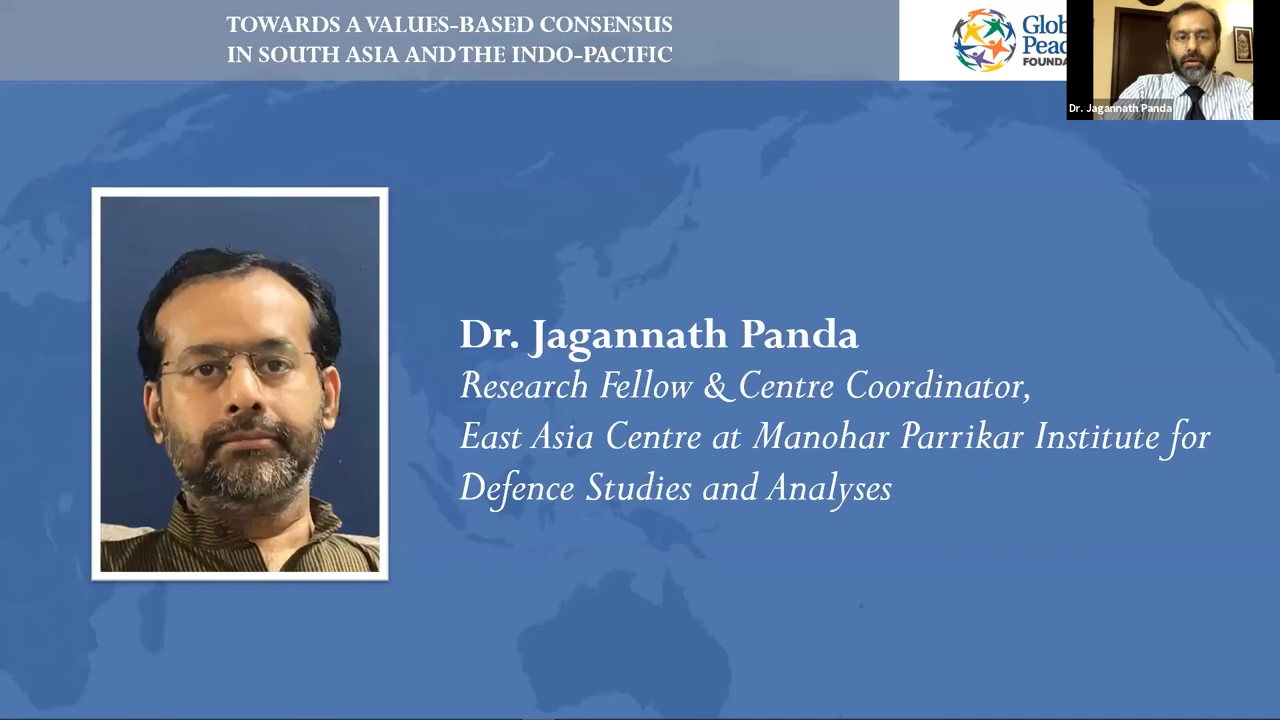 TOWARDS A VALUES-BASED CONSENSUS
IN SOUTH ASIA AND THE INDO-PACIFIC
FOUNDA
Dr. Jagannath Panda
Dr. Jagannath Panda
Research Fellow & Centre Coordinator,
East Asia Centre at Manohar Parrikar Institute for
Defence Studies and Analyses